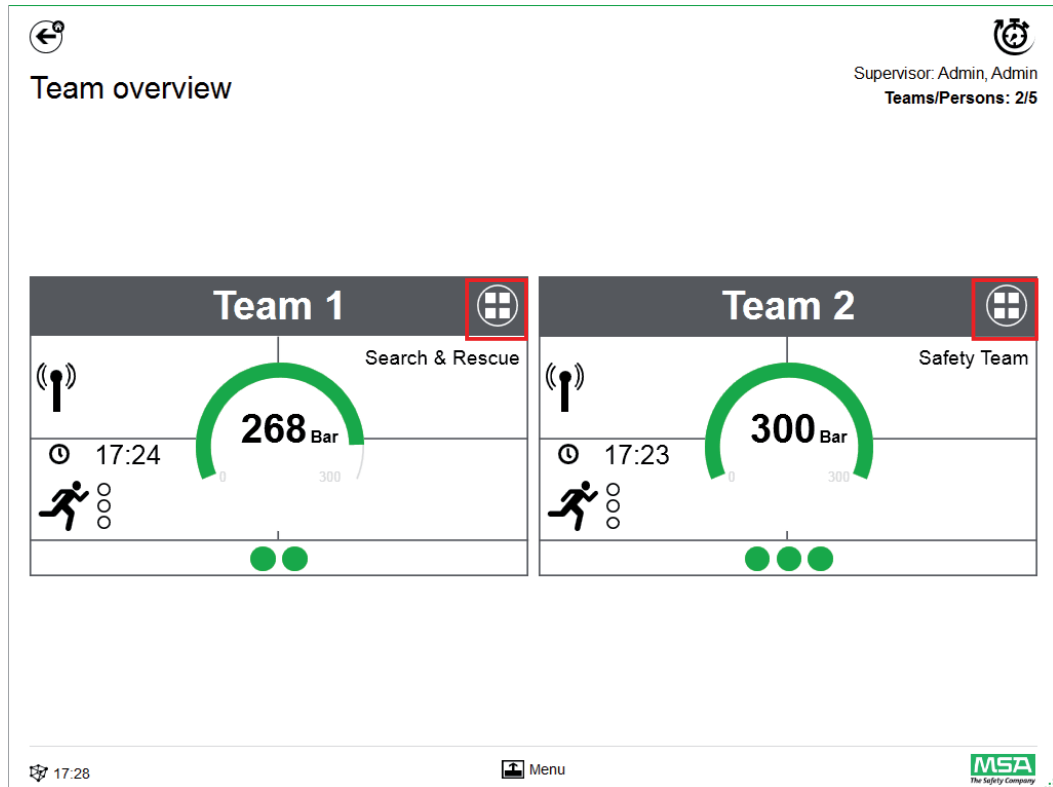 Supervisor: Admin, Admin
Team overview
Teams/Persons: 2/5
Team 1
Search & Rescue
268 Bar
17:24
0
300
Team 2
Safety Team
300 Bar
17:23
0
300
17:28
Menu
MSA
The Safety Company